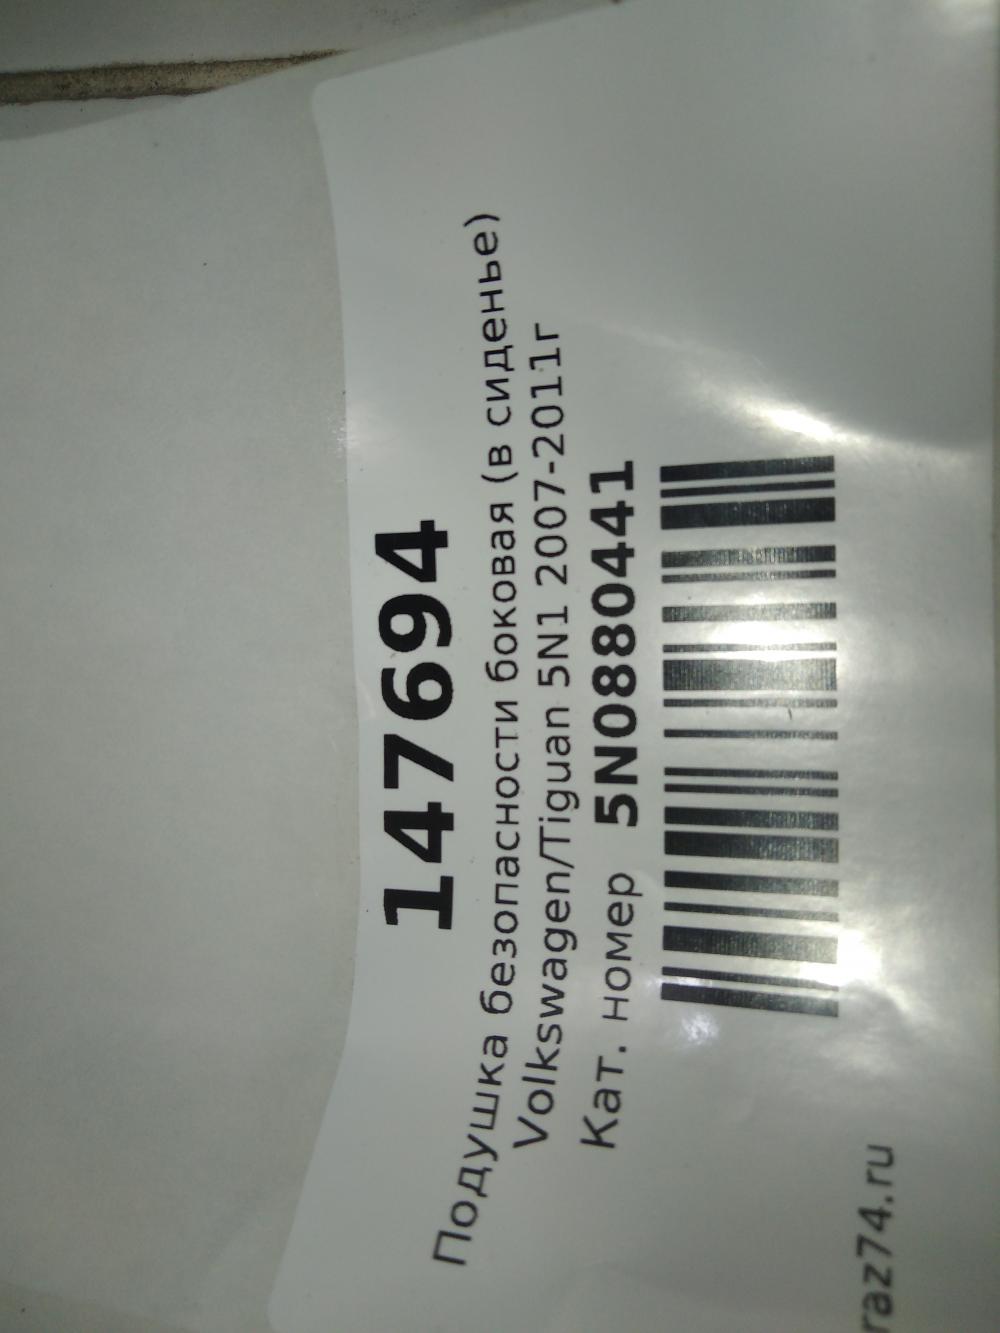 147694
Подушка безопасности боковая (в сиденье)
Volkswagen/Tiguan 5N1 2007-2011г
Кат. номер 5N0880441
raz74.ru